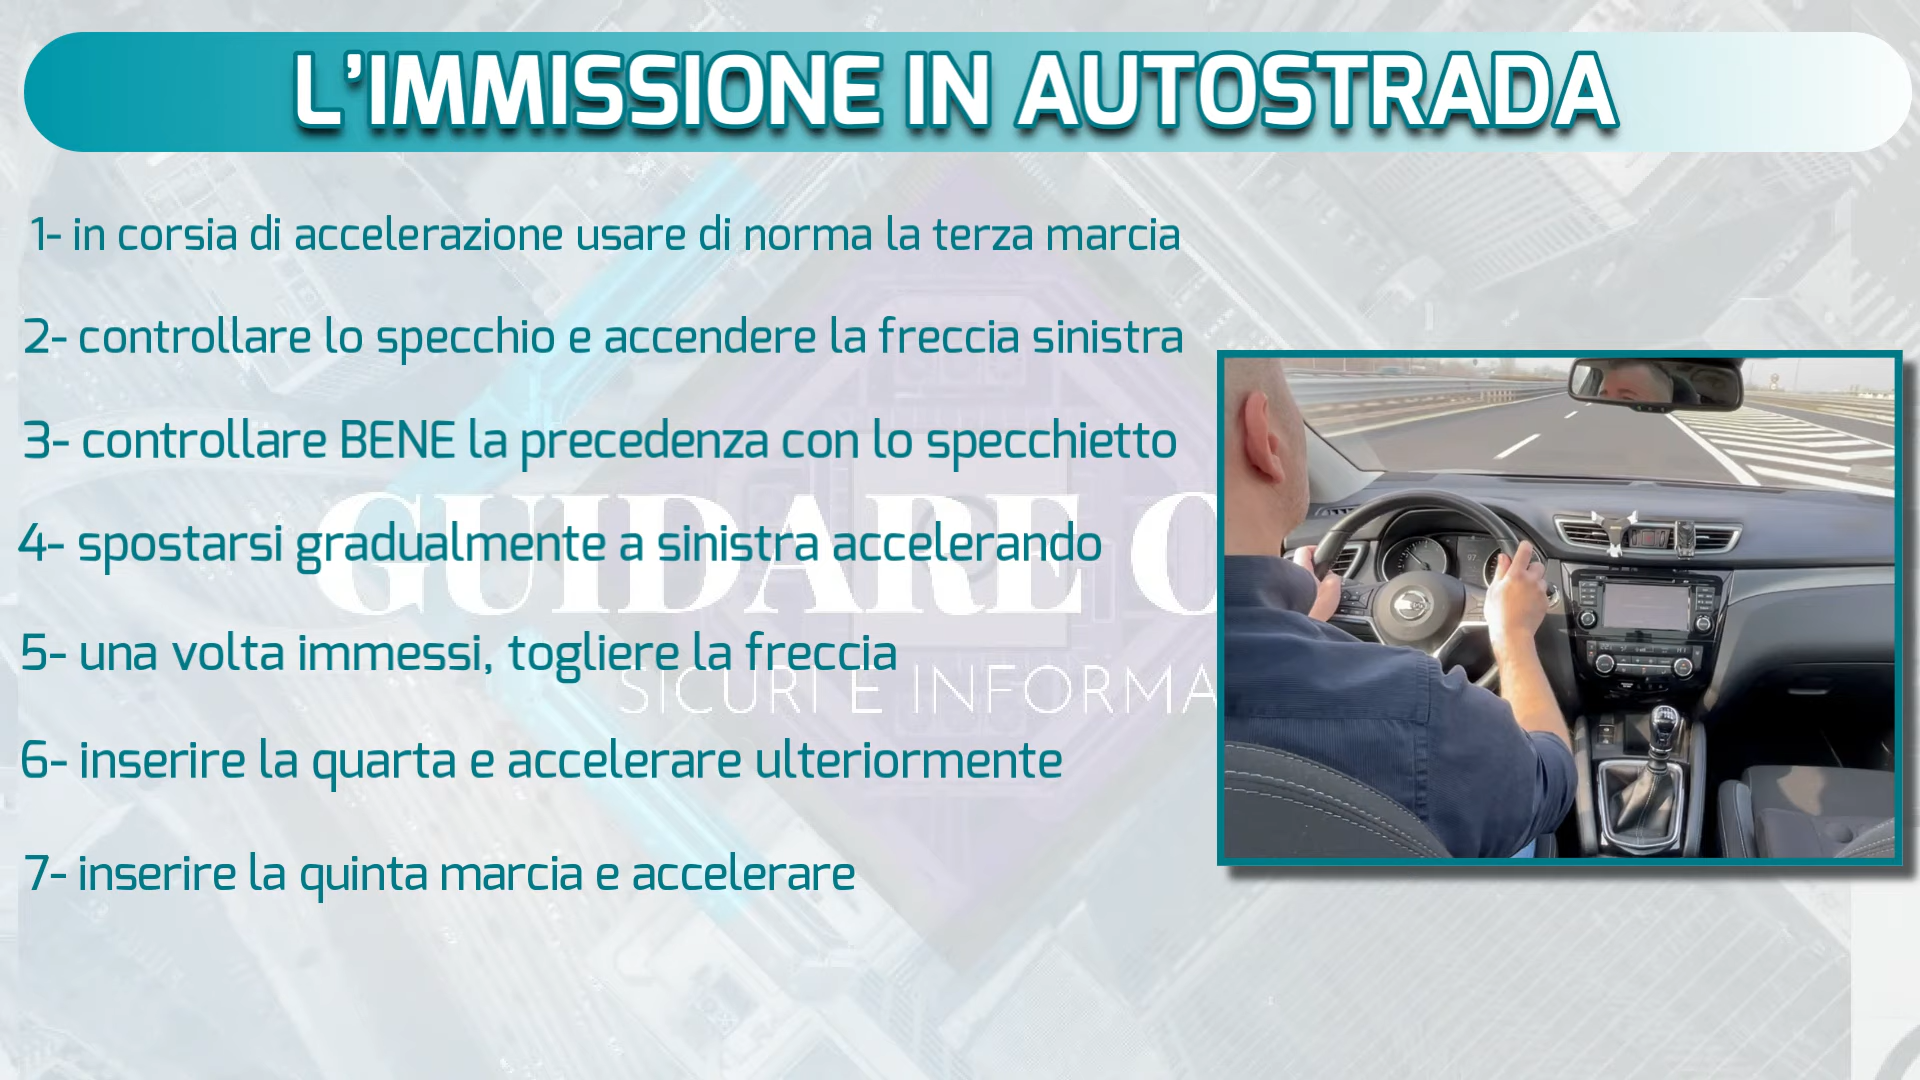 L'IMMISSIONE IN AUTOSTRADA
1- in corsia di accelerazione usare di norma la terza marcia
2- controllare lo specchio e accendere la freccia sinistra
3- controllare BENE la precedenza con lo specchietto
4- spostarsi gradualmente a sinistra accelerando
5- una volta immessi, togliere la freccia
6- inserire la quarta e accelerare ulteriormente
7- inserire la quinta marcia e accelerare
GUIDARE
SICURI E